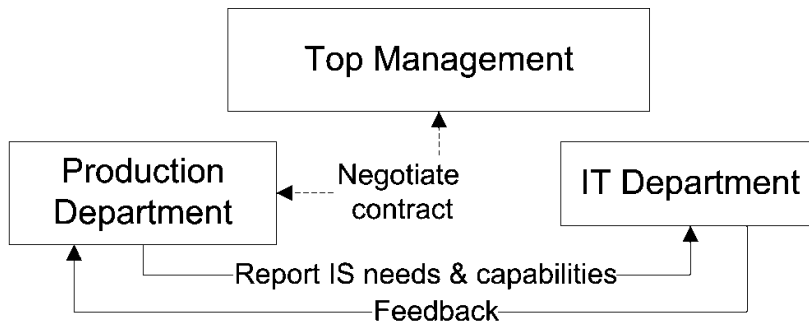 Top Management
Production
Department
Negotiate
contract
IT Department
Report IS needs & capabilities
Feedback